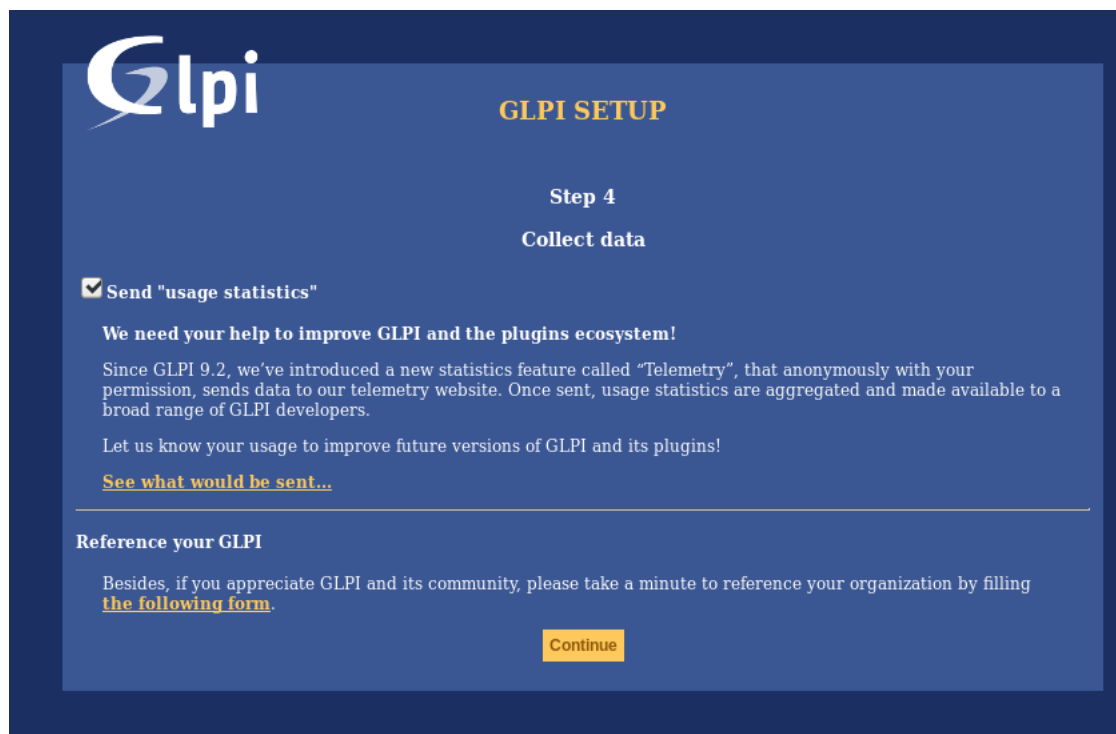 Glpi
GLPI SETUP
Step 4
Collect data
Send "usage statistics"
We need your help to improve GLPI and the plugins ecosystem!
Since GLPI 9.2, we’ve introduced a new statistics feature called “Telemetry”, that anonymously with your
permission, sends data to our telemetry website. Once sent, usage statistics are aggregated and made available to a
broad range of GLPI developers.
Let us know your usage to improve future versions of GLPI and its plugins!
See what would be sent...
Reference your GLPI
Besides, if you appreciate GLPI and its community, please take a minute to reference your organization by filling
the following form.
Continue